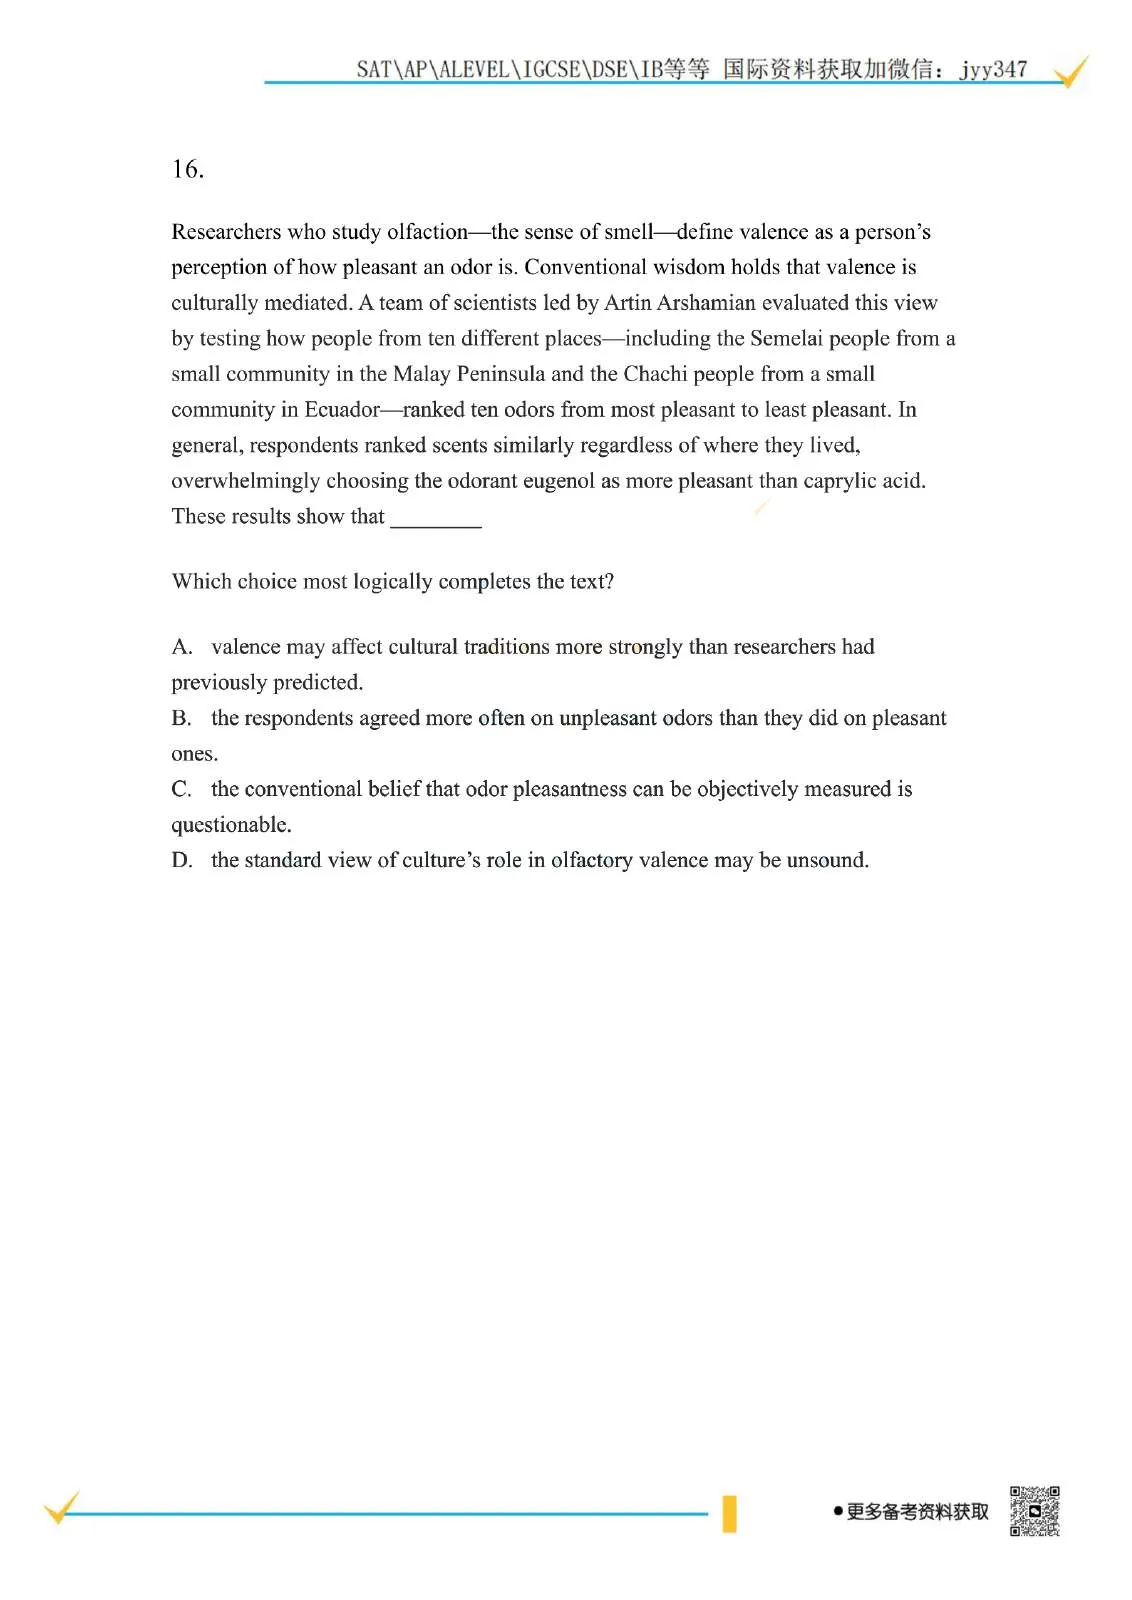 SAT\AP\ALEVEL\IGCSE\DSE\IB等等 国际资料获取加微信：jyy347
16.
Researchers who study olfaction—the sense of smell—define valence as a person’s
perception of how pleasant an odor is. Conventional wisdom holds that valence is
culturally mediated. A team of scientists led by Artin Arshamian evaluated this view
by testing how people from ten different places—including the Semelai people from a
small community in the Malay Peninsula and the Chachi people from a small
community in Ecuador—ranked ten odors from most pleasant to least pleasant. In
general, respondents ranked scents similarly regardless of where they lived,
overwhelmingly choosing the odorant eugenol as more pleasant than caprylic acid.
These results show that ________
Which choice most logically completes the text?
A. valence may affect cultural traditions more strongly than researchers had
previously predicted.
B. the respondents agreed more often on unpleasant odors than they did on pleasant
ones.
C. the conventional belief that odor pleasantness can be objectively measured is
questionable.
D. the standard view of culture’s role in olfactory valence may be unsound.
●更多备考资料获取